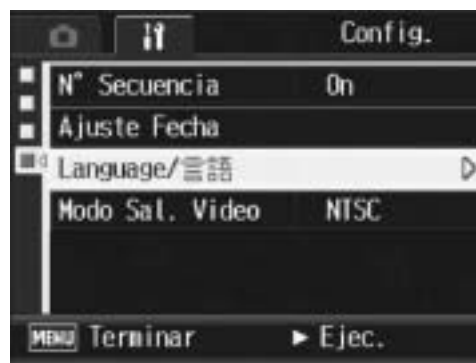 Config.
N° Secuencia On
Ajuste Fecha
Language/言語
Modo Sal. Video NTSC
MENU Terminar ► Ejec.